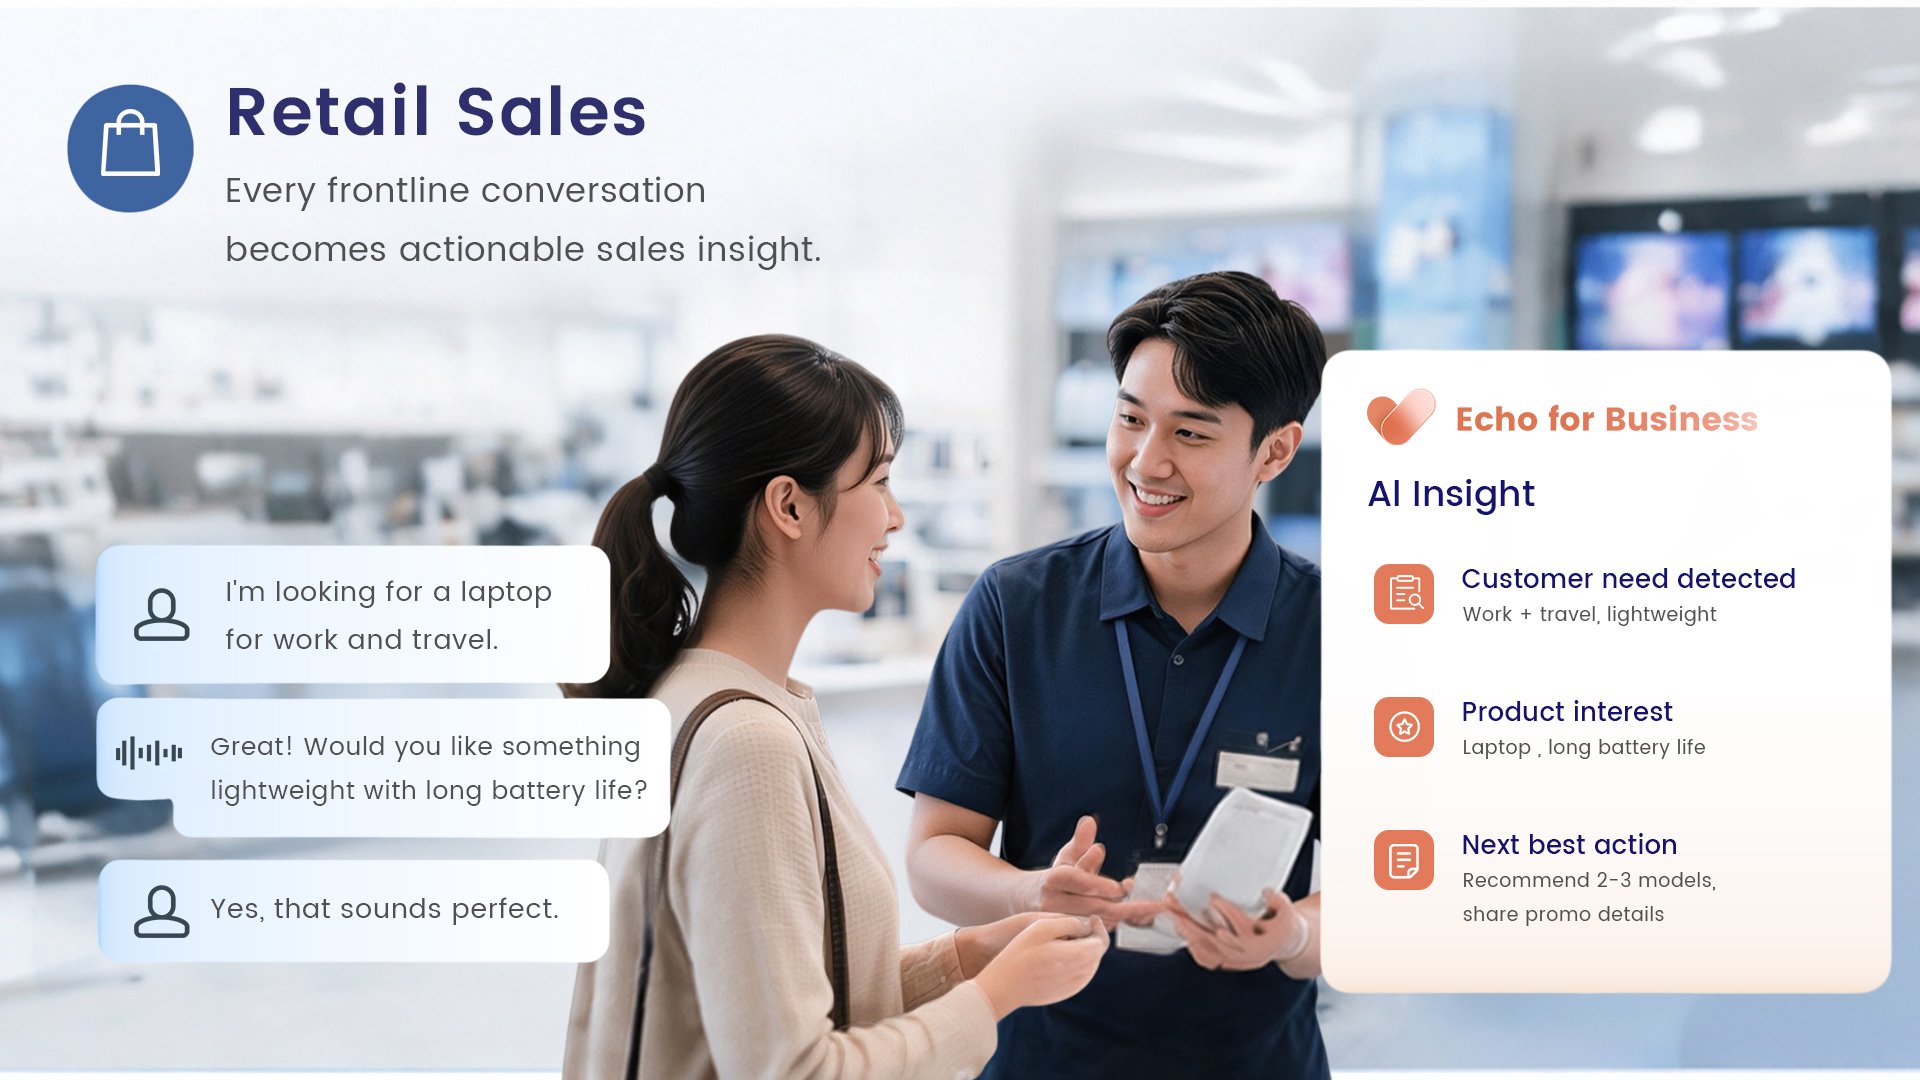 Retail Sales
Every frontline conversation
becomes actionable sales insight.
I'm looking for a laptop
for work and travel.
Great! Would you like something
lightweight with long battery life?
Yes, that sounds perfect.
Echo for Business
AI Insight
Customer need detected
Work + travel, lightweight
Product interest
Laptop , long battery life
Next best action
Recommend 2-3 models,
share promo details